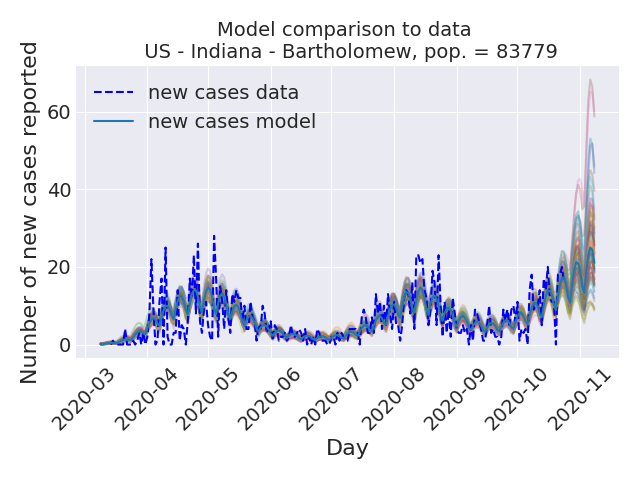 Model comparison to data
US - Indiana - Bartholomew, pop. = 83779
Number of new cases reported
60
40
20
0
new cases data
new cases model
2020-03
2020-04
2020-05
2020-06
2020-07
2020-08
2020-09
2020-10
2020-11
Day